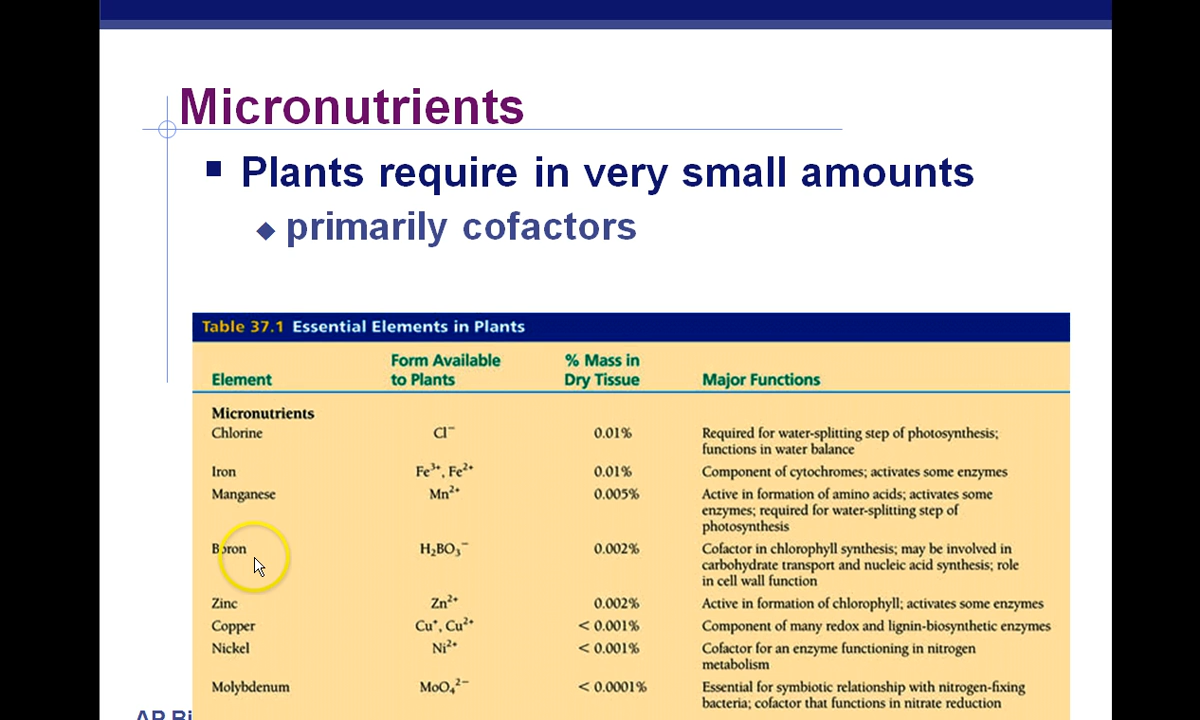 Micronutrients
Plants require in very small amounts
primarily cofactors
Table 37.1 Essential Elements in Plants
Element Form Available to Plants % Mass in Dry Tissue Major Functions
Micronutrients
Chlorine Cl⁻ 0.01% Required for water-splitting step of photosynthesis;
functions in water balance
Iron Fe³⁺, Fe²⁺ 0.01% Component of cytochromes; activates some enzymes
Manganese Mn²⁺ 0.005% Active in formation of amino acids; activates some
enzymes; required for water-splitting step of
photosynthesis
Boron H₂BO₃⁻ 0.002% Cofactor in chlorophyll synthesis; may be involved in
carbohydrate transport and nucleic acid synthesis; role
in cell wall function
Zinc Zn²⁺ 0.002% Active in formation of chlorophyll; activates some enzymes
Copper Cu⁺, Cu²⁺ < 0.001% Component of many redox and lignin-biosynthetic enzymes
Nickel Ni²⁺ < 0.001% Cofactor for an enzyme functioning in nitrogen
metabolism
Molybdenum MoO₄²⁻ < 0.0001% Essential for symbiotic relationship with nitrogen-fixing
bacteria; cofactor that functions in nitrate reduction
AP Bi